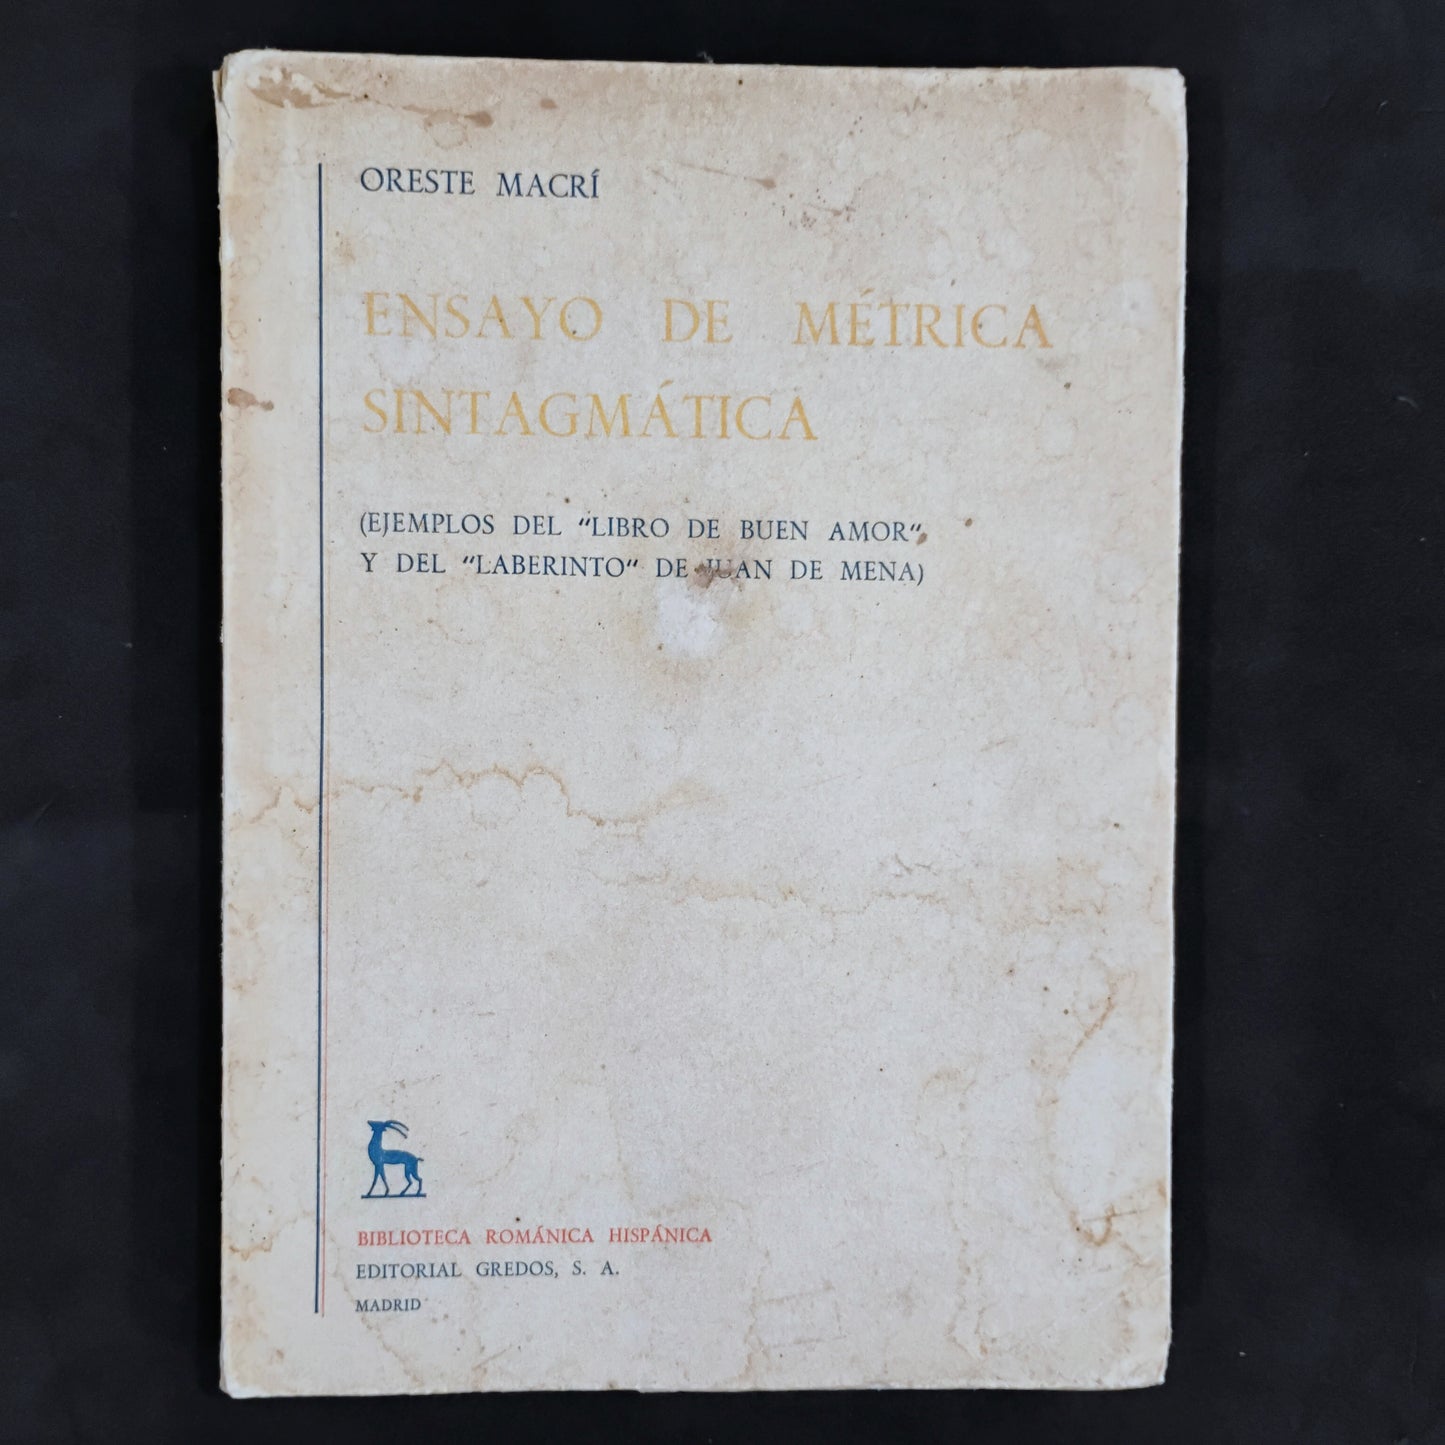 ORESTE MACRÍ
ENSAYO DE MÉTRICA
SINTAGMÁTICA
(EJEMPLOS DEL "LIBRO DE BUEN AMOR",
Y DEL "LABERINTO" DE JUAN DE MENA)
BIBLIOTECA ROMÁNICA HISPÁNICA
EDITORIAL GREDOS, S. A.
MADRID